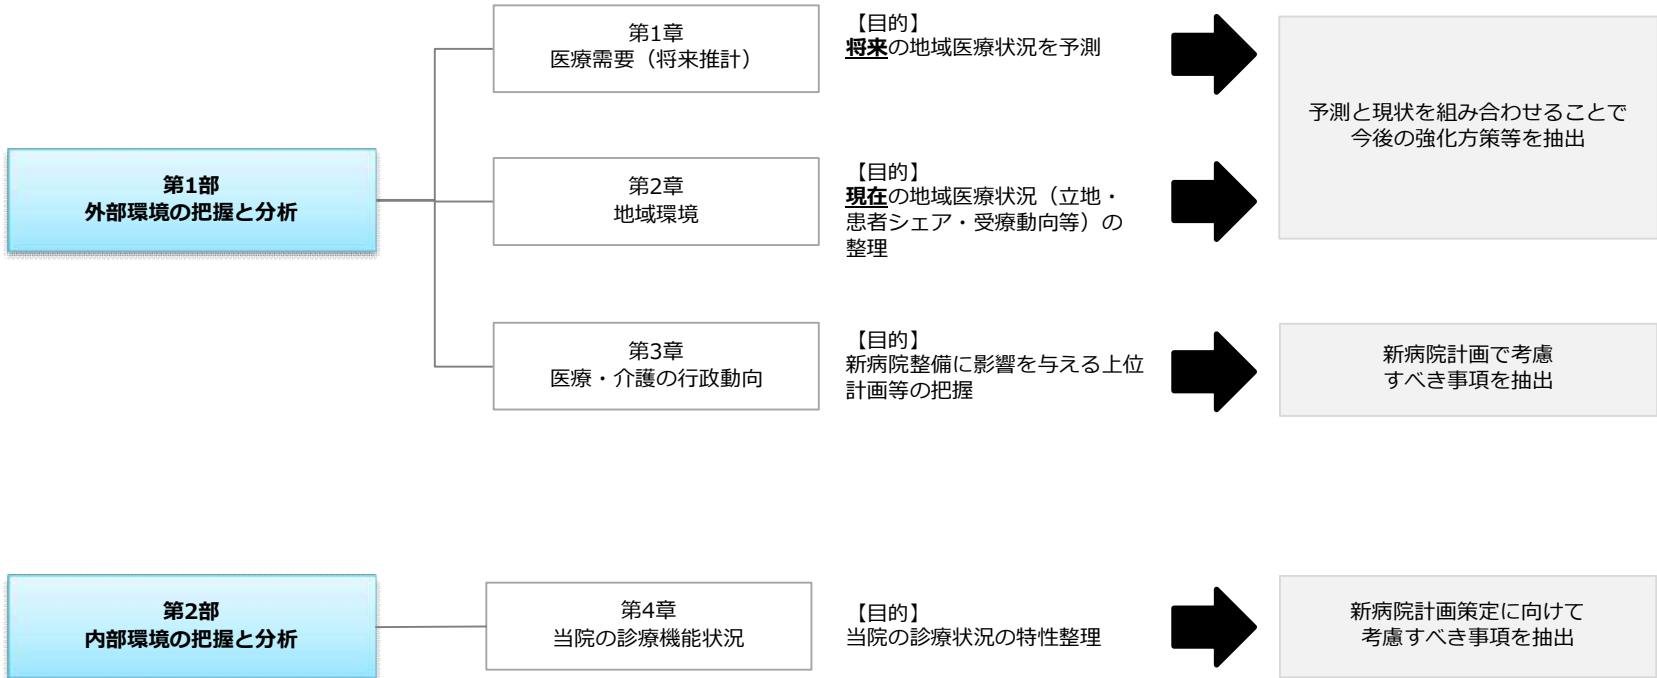 第1部
外部環境の把握と分析
第1章
医療需要（将来推計）
【目的】
将来の地域医療状況を予測
第2章
地域環境
【目的】
現在の地域医療状況（立地・
患者シェア・受療動向等）の
整理
予測と現状を組み合わせることで
今後の強化方策等を抽出
第3章
医療・介護の行政動向
【目的】
新病院整備に影響を与える上位
計画等の把握
新病院計画で考慮
すべき事項を抽出
第2部
内部環境の把握と分析
第4章
当院の診療機能状況
【目的】
当院の診療状況の特性整理
新病院計画策定に向けて
考慮すべき事項を抽出